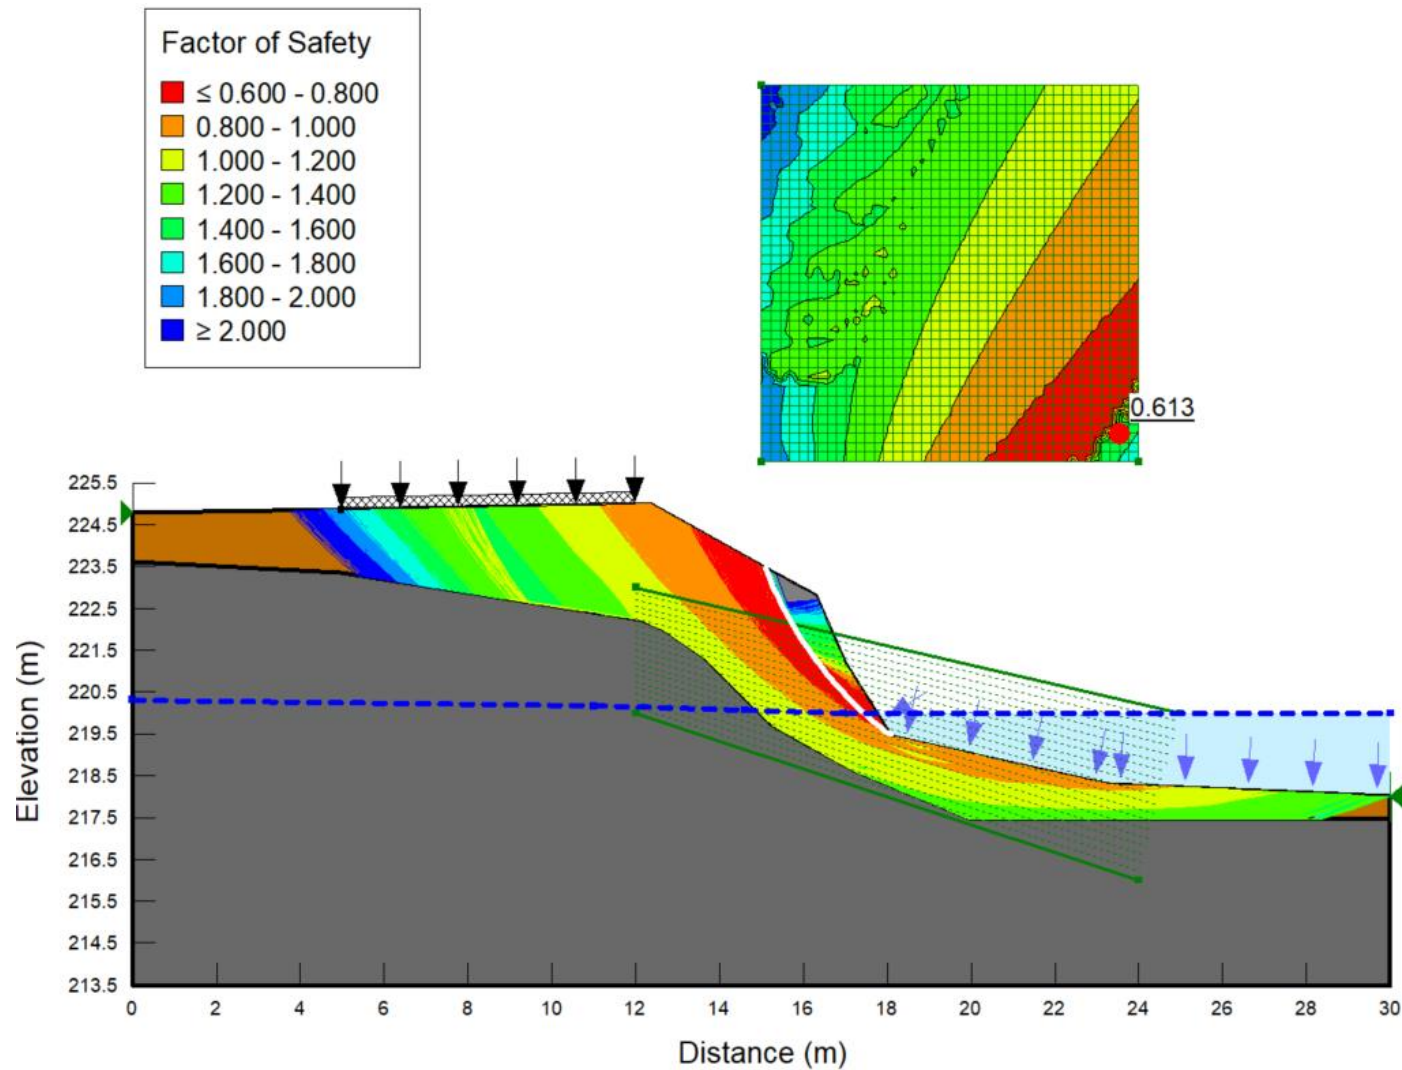 Factor of Safety
≤ 0.600 - 0.800
0.800 - 1.000
1.000 - 1.200
1.200 - 1.400
1.400 - 1.600
1.600 - 1.800
1.800 - 2.000
≥ 2.000
0.613
225.5
224.5
223.5
222.5
221.5
220.5
219.5
218.5
217.5
216.5
215.5
214.5
213.5
Elevation (m)
0 2 4 6 8 10 12 14 16 18 20 22 24 26 28 30
Distance (m)